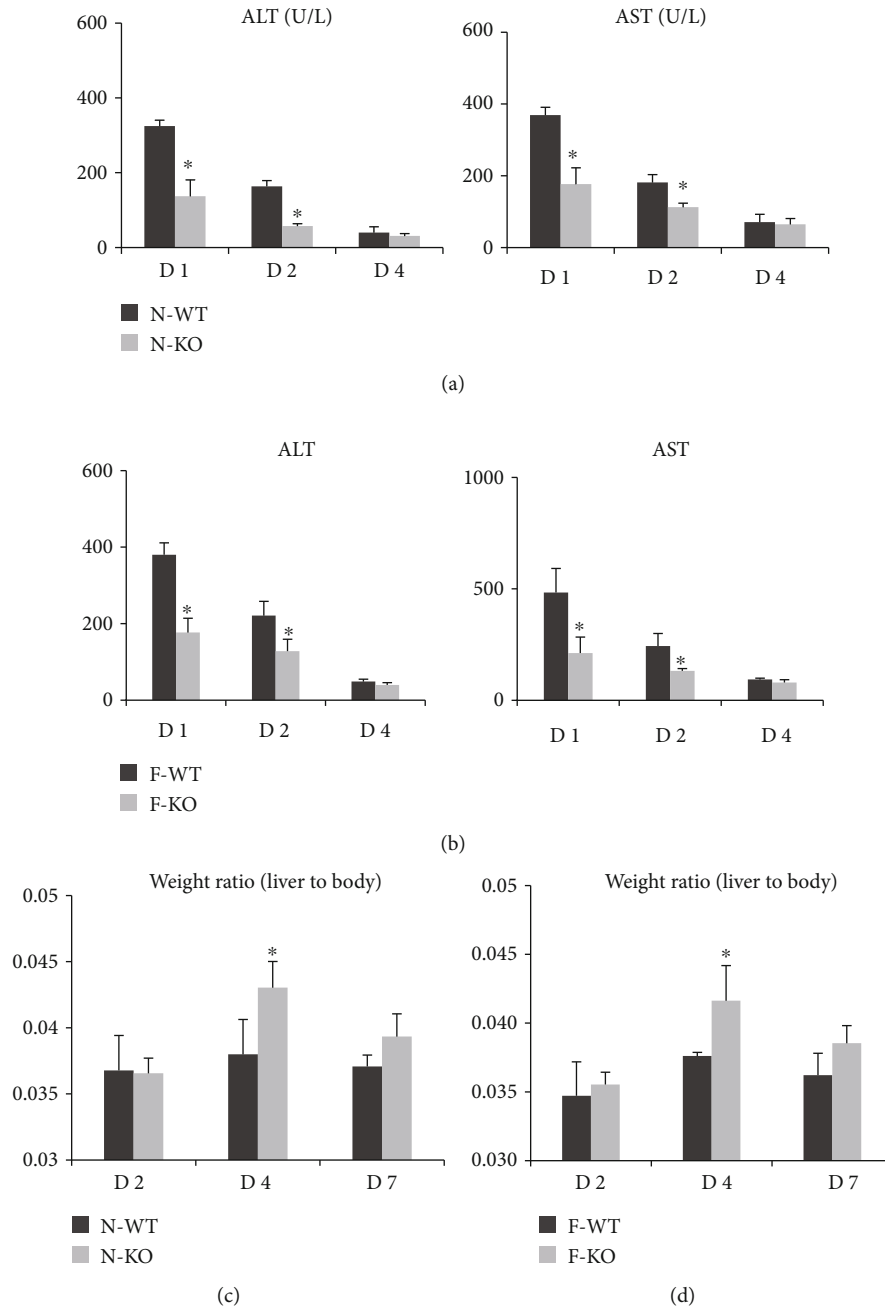 ALT (U/L)
600
400
200
0
*
*
D 1
D 2
D 4
N-WT
N-KO
AST (U/L)
600
400
200
0
*
*
D 1
D 2
D 4
(a)
ALT
600
400
200
0
*
*
D 1
D 2
D 4
F-WT
F-KO
AST
1000
500
0
*
*
D 1
D 2
D 4
(b)
Weight ratio (liver to body)
0.05
0.045
0.04
0.035
0.03
*
D 2
D 4
D 7
N-WT
N-KO
(c)
Weight ratio (liver to body)
0.05
0.045
0.040
0.035
0.030
*
D 2
D 4
D 7
F-WT
F-KO
(d)